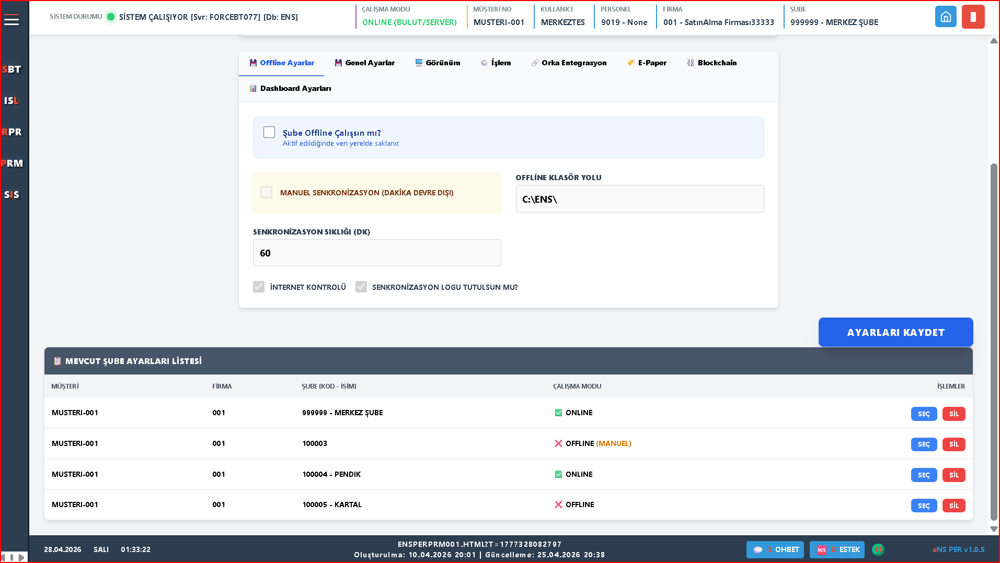 SİSTEM DURUMU SİSTEM ÇALIŞIYOR [Svr: FORCEBT077] [Db: ENS]
ÇALIŞMA MODU
ONLINE (BULUT/SERVER)
MÜŞTERİ NO
MUSTERI-001
KULLANICI
MERKEZTES
PERSONEL
9019 - None
FİRMA
001 - SatınAlma Firması33333
ŞUBE
999999 - MERKEZ ŞUBE
SBT
ISL
RPR
PRM
SIS
Offline Ayarlar
Genel Ayarlar
Görünüm
İşlem
Orka Entegrasyon
E-Paper
Blockchain
Dashboard Ayarları
Şube Offline Çalışsın mı?
Aktif edildiğinde veri yerelde saklanır.
MANUEL SENKRONİZASYON (DAKİKA DEVRE DIŞI)
OFFLİNE KLASÖR YOLU
C:\ENS\
SENKRONİZASYON SIKLIĞI (DK)
60
İNTERNET KONTROLÜ
SENKRONİZASYON LOGU TUTULSUN MU?
AYARLARI KAYDET
MEVCUT ŞUBE AYARLARI LİSTESİ
MÜŞTERİ FİRMA ŞUBE (KOD - İSİM) ÇALIŞMA MODU İŞLEMLER
MUSTERI-001 001 999999 - MERKEZ ŞUBE ONLINE SEÇ SİL
MUSTERI-001 001 100003 OFFLINE (MANUEL) SEÇ SİL
MUSTERI-001 001 100004 - PENDIK ONLINE SEÇ SİL
MUSTERI-001 001 100005 - KARTAL OFFLINE SEÇ SİL
28.04.2026 SALI 01:33:22
ENSPERPRM001.HTML?T=1777328082797
Oluşturulma: 10.04.2026 20:01 | Güncelleme: 25.04.2026 20:38
S OHBET
SOS D ESTEK
eNS PER v1.0.5